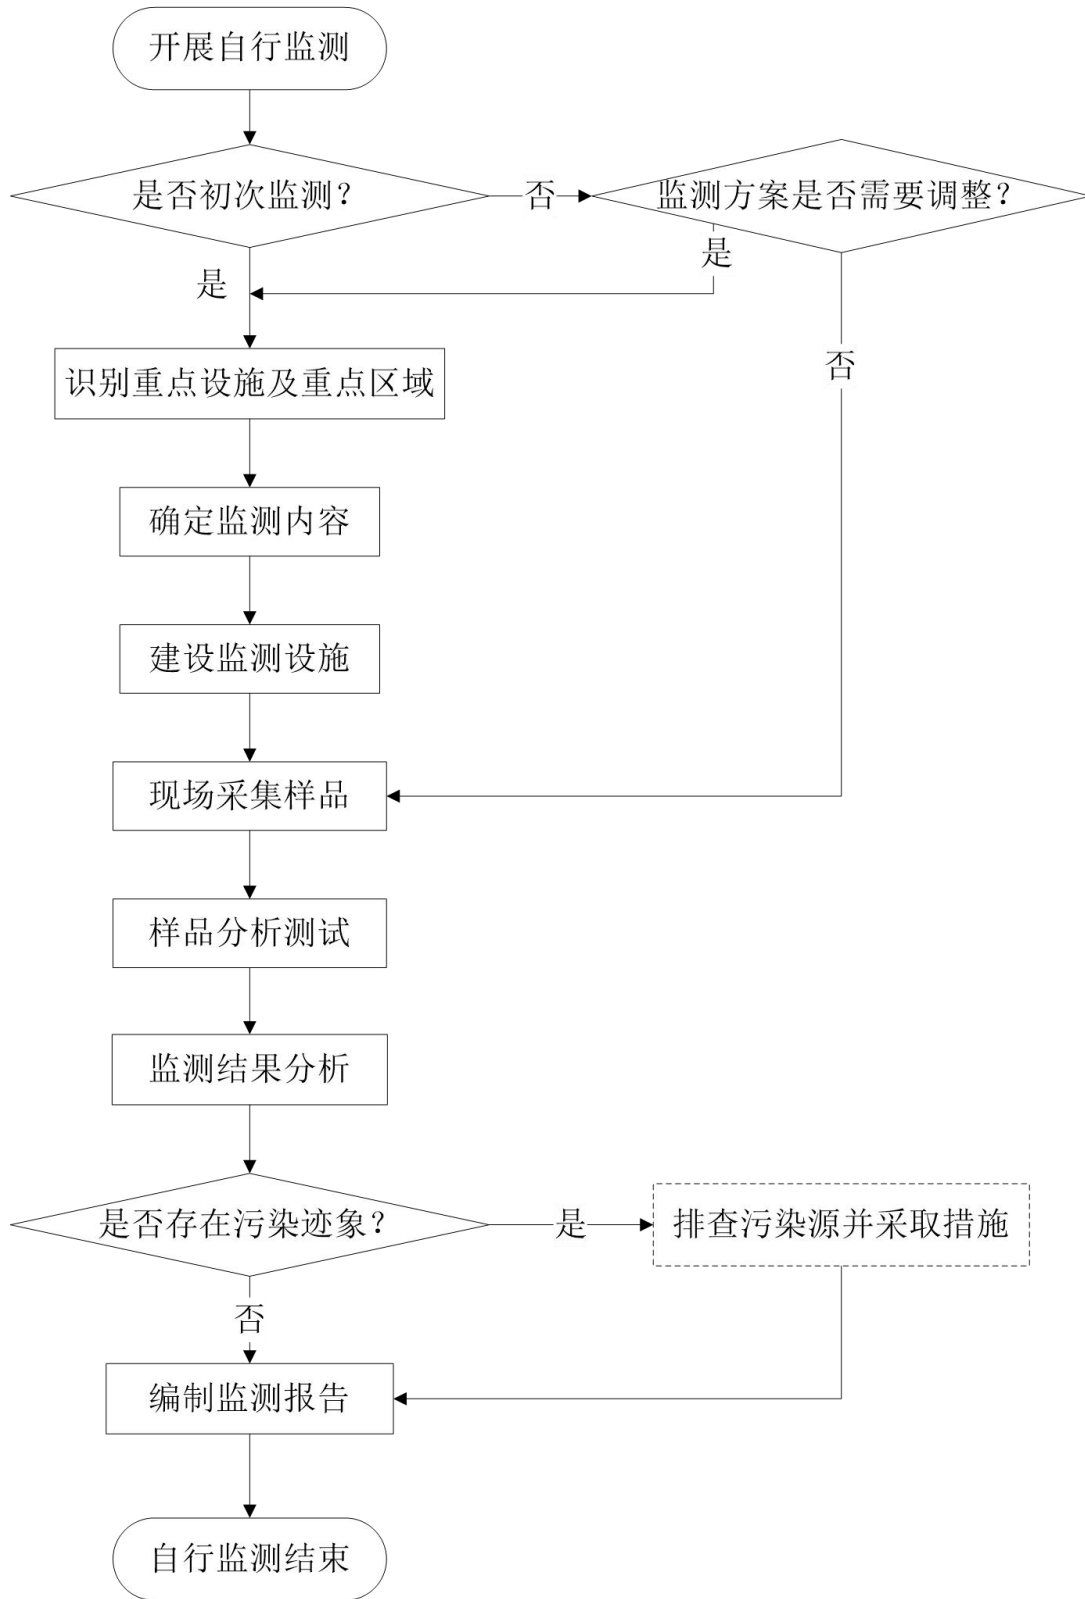 开展自行监测
是否初次监测?
否
监测方案是否需要调整?
是
是
否
识别重点设施及重点区域
确定监测内容
建设监测设施
现场采集样品
样品分析测试
监测结果分析
是否存在污染迹象?
是
排查污染源并采取措施
否
编制监测报告
自行监测结束